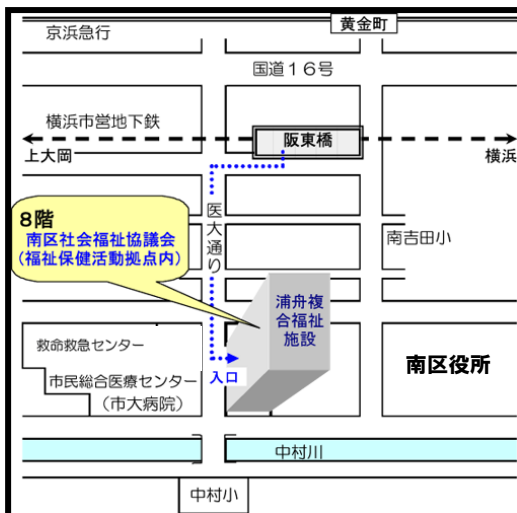 黄金町
京浜急行
国道１６号
横浜市営地下鉄
阪東橋
上大岡
横浜
医大通り
8階
南区社会福祉協議会
（福祉保健活動拠点内）
南吉田小
浦舟複
合福祉
施設
救命救急センター
市民総合医療センター
（市大病院）
入口
南区役所
中村川
中村小